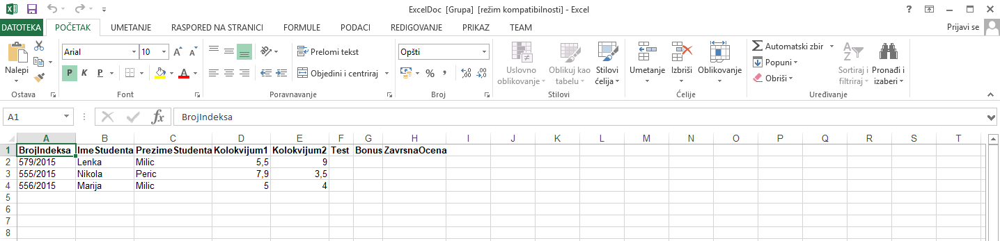 ExcelDoc [Grupa] [režim kompatibilnosti] - Excel
DATOTEKA POČETAK UMETANJE RASPORED NA STRANICI FORMULE PODACI REDIGOVANJE PRIKAZ TEAM Prijavi se
Nalepi
Arial 10
P K P A A A
Prelomi tekst
Objedini i centriraj
Opšti
%
Uslovno oblikovanje
Oblikuj kao tabelu
Stilovi ćelija
Umetanje Izbriši Oblikovanje
Automatski zbir
Popuni
Obriši
Sortiraj i filtriraj
Pronađi i izaberi
Ostava Font Poravnavanje Broj Stilovi Ćelije Uređivanje
A1 fx BrojIndeksa
A B C D E F G H I J K L M N O P Q R S T
1 BrojIndeksa ImeStudenta PrezimeStudenta Kolokvijum1 Kolokvijum2 Test Bonus ZavrsnaOcena
2 579/2015 Lenka Milic 5,5 9
3 555/2015 Nikola Peric 7,9 3,5
4 556/2015 Marija Milic 5 4
5
6
7
8